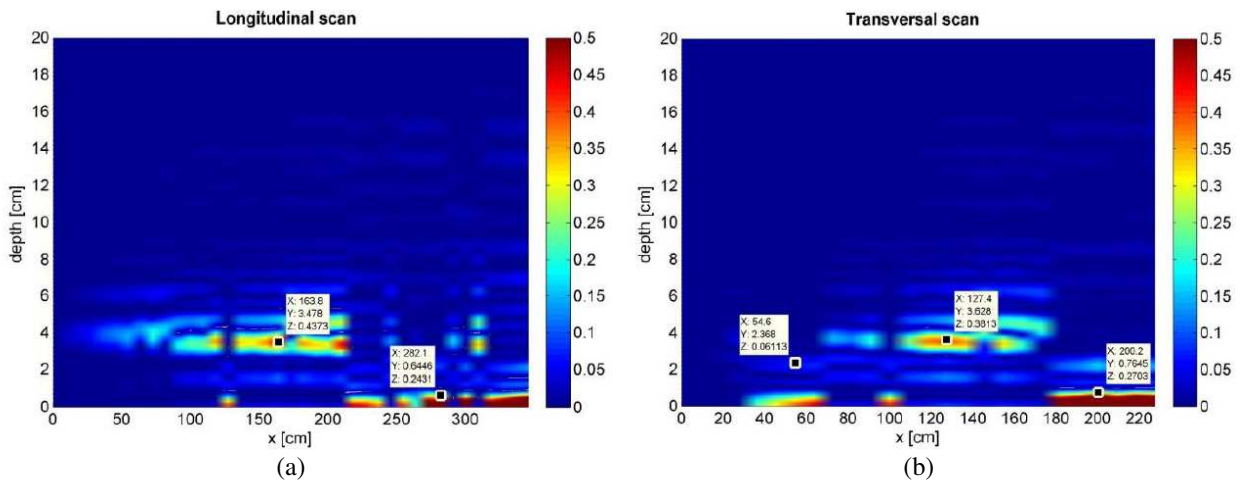 Longitudinal scan
20
18
16
14
12
10
8
6
4
2
0
depth [cm]
0
50
100
150
200
250
300
x [cm]
X: 163.8
Y: 3.478
Z: 0.4373
X: 282.1
Y: 0.6446
Z: 0.2431
0.5
0.45
0.4
0.35
0.3
0.25
0.2
0.15
0.1
0.05
0
(a)
Transversal scan
20
18
16
14
12
10
8
6
4
2
0
depth [cm]
0
20
40
60
80
100
120
140
160
180
200
220
x [cm]
X: 54.6
Y: 2.368
Z: 0.06113
X: 127.4
Y: 3.628
Z: 0.3813
X: 200.2
Y: 0.7645
Z: 0.2703
0.5
0.45
0.4
0.35
0.3
0.25
0.2
0.15
0.1
0.05
0
(b)